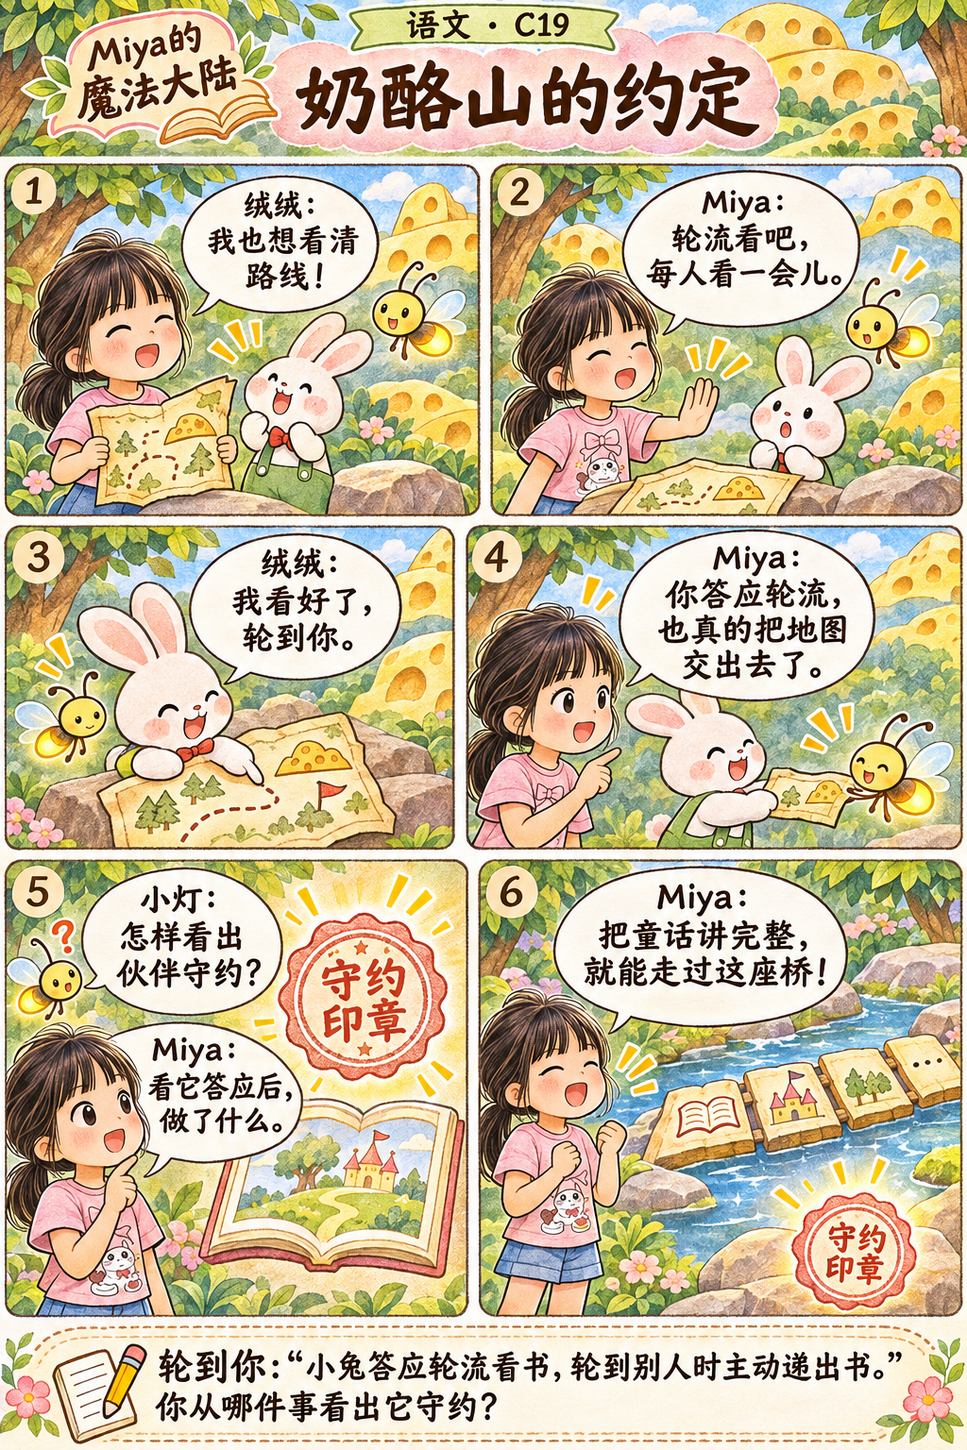 Miya的
魔法大陆
语文·C19
奶酪山的约定
1
绒绒：
我也想看清
路线！
2
Miya：
轮流看吧，
每人看一会儿。
3
绒绒：
我看好了，
轮到你。
4
Miya：
你答应轮流，
也真的把地图
交出去了。
5
小灯：
怎样看出
伙伴守约？
?
守约
印章
Miya：
看它答应后，
做了什么。
6
Miya：
把童话讲完整，
就能走过这座桥！
...
守约
印章
轮到你：“小兔答应轮流看书，轮到别人时主动递出书。”
你从哪件事看出它守约？